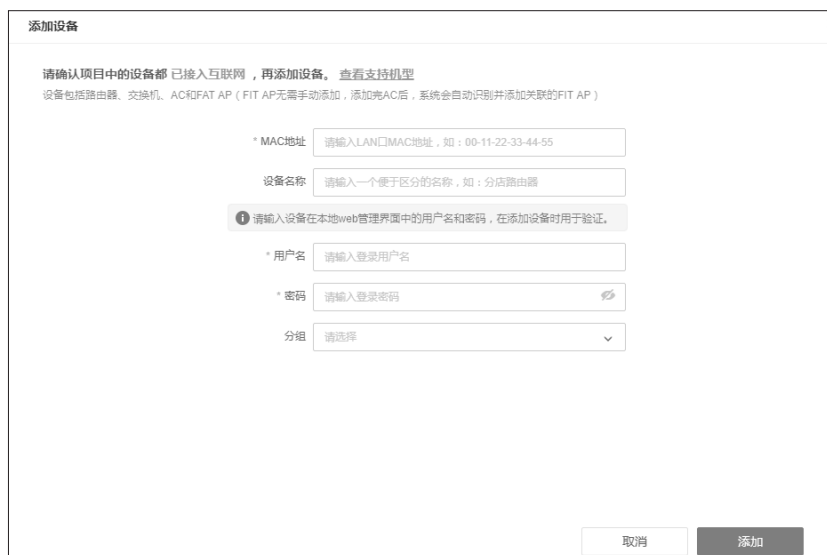 添加设备
请确认项目中的设备都 已接入互联网 ，再添加设备。 查看支持机型
设备包括路由器、交换机、AC和FAT AP（FIT AP无需手动添加，添加完AC后，系统会自动识别并添加关联的FIT AP）
* MAC地址 请输入LAN口MAC地址，如：00-11-22-33-44-55
设备名称 请输入一个便于区分的名称，如：分店路由器
请输入设备在本地web管理界面中的用户名和密码，在添加设备时用于验证。
* 用户名 请输入登录用户名
* 密码 请输入登录密码
分组 请选择
取消 添加